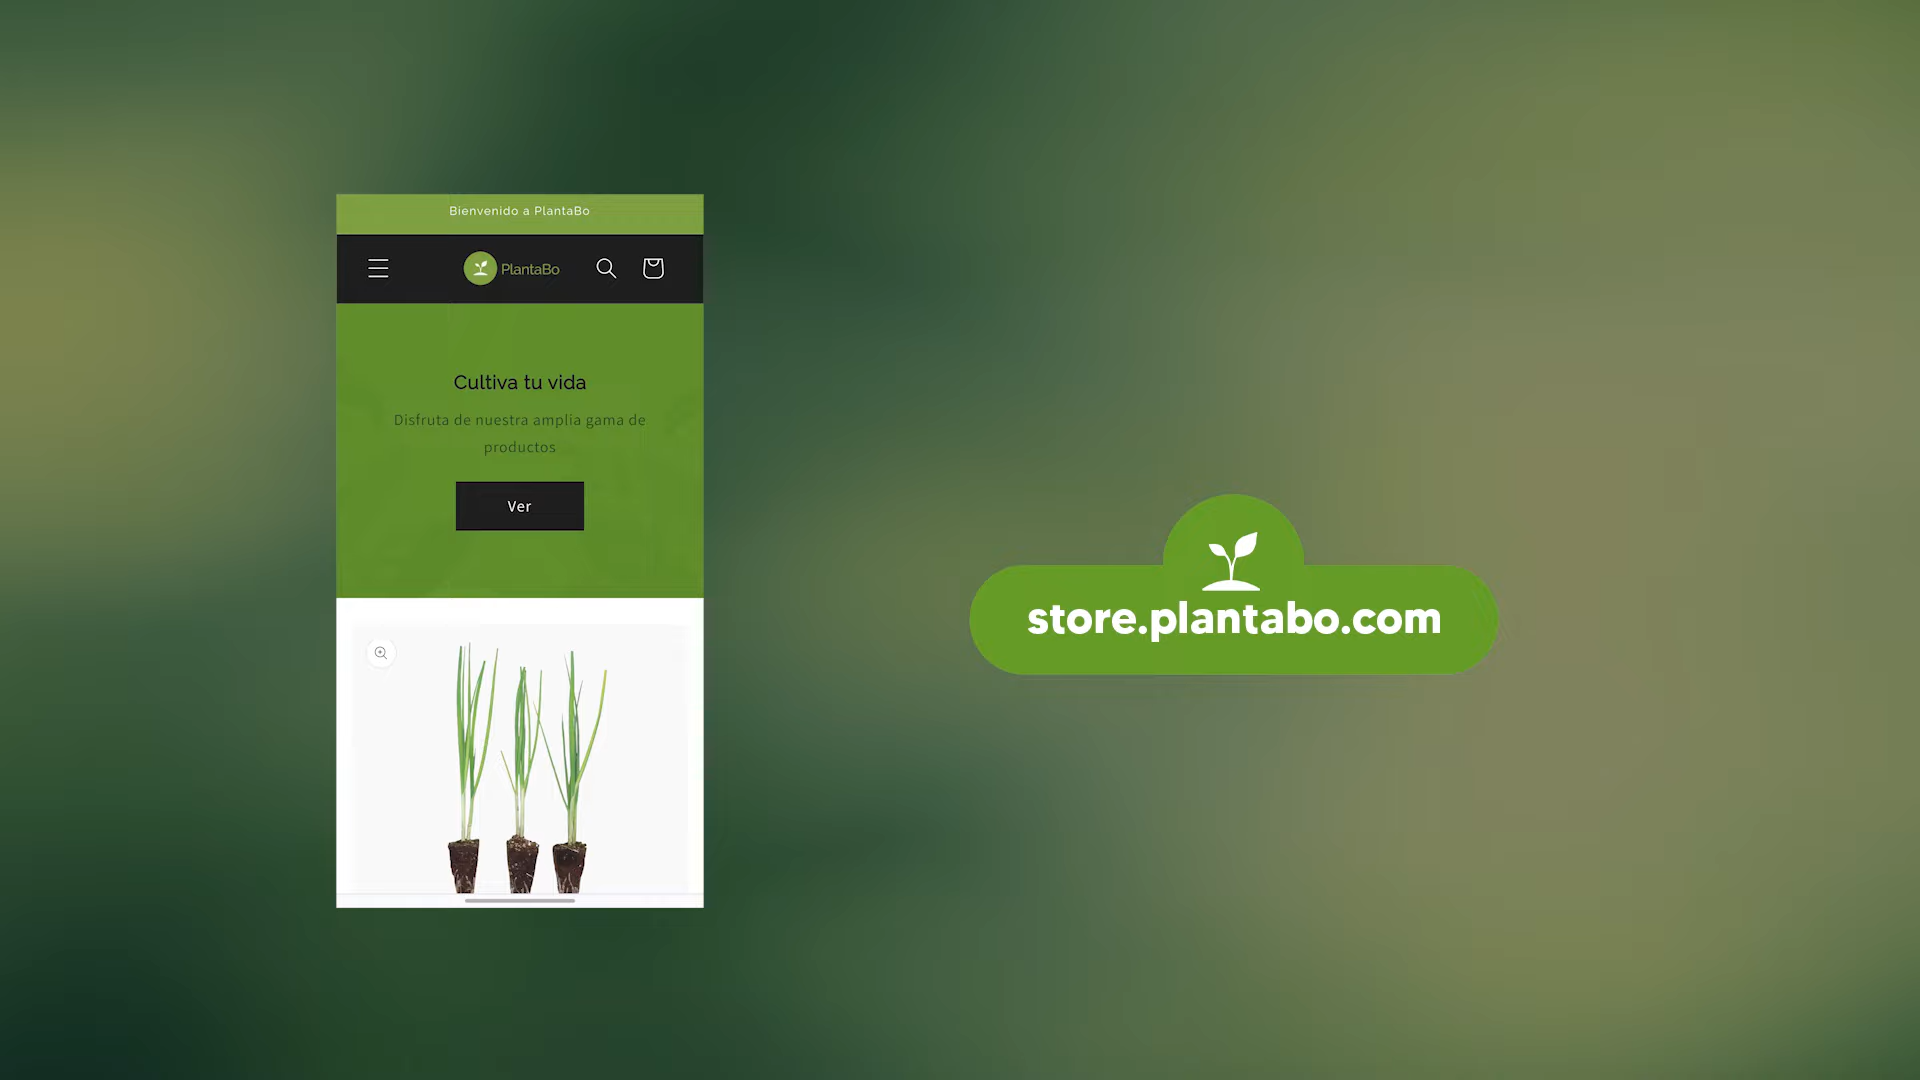 Bienvenido a PlantaBo
PlantaBo
Cultiva tu vida
Disfruta de nuestra amplia gama de
productos
Ver
store.plantabo.com